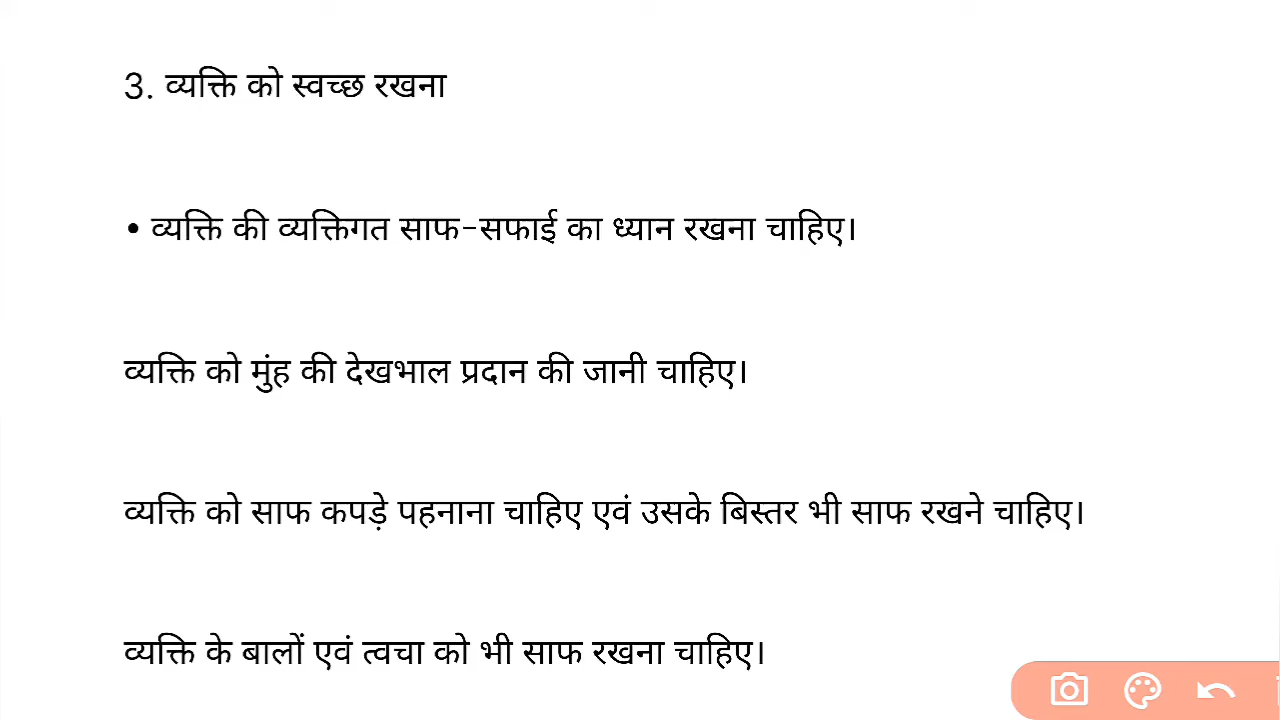 3. व्यक्ति को स्वच्छ रखना
• व्यक्ति की व्यक्तिगत साफ-सफाई का ध्यान रखना चाहिए।
व्यक्ति को मुंह की देखभाल प्रदान की जानी चाहिए।
व्यक्ति को साफ कपड़े पहनाना चाहिए एवं उसके बिस्तर भी साफ रखने चाहिए।
व्यक्ति के बालों एवं त्वचा को भी साफ रखना चाहिए।